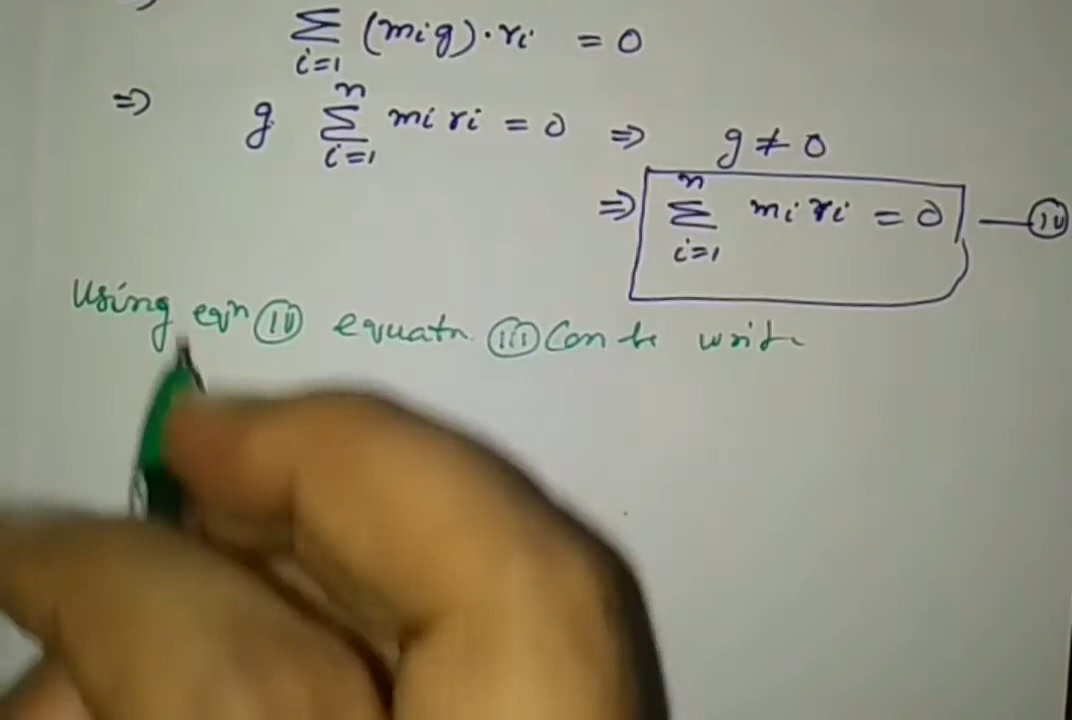 n∑i=1 (mig)·ri = 0
⇒ g n∑i=1 mi ri = 0 ⇒ g ≠ 0
⇒ n∑i=1 mi ri = 0 — (iv)
Using eqn (iv) equatn. (iii) Can be writ